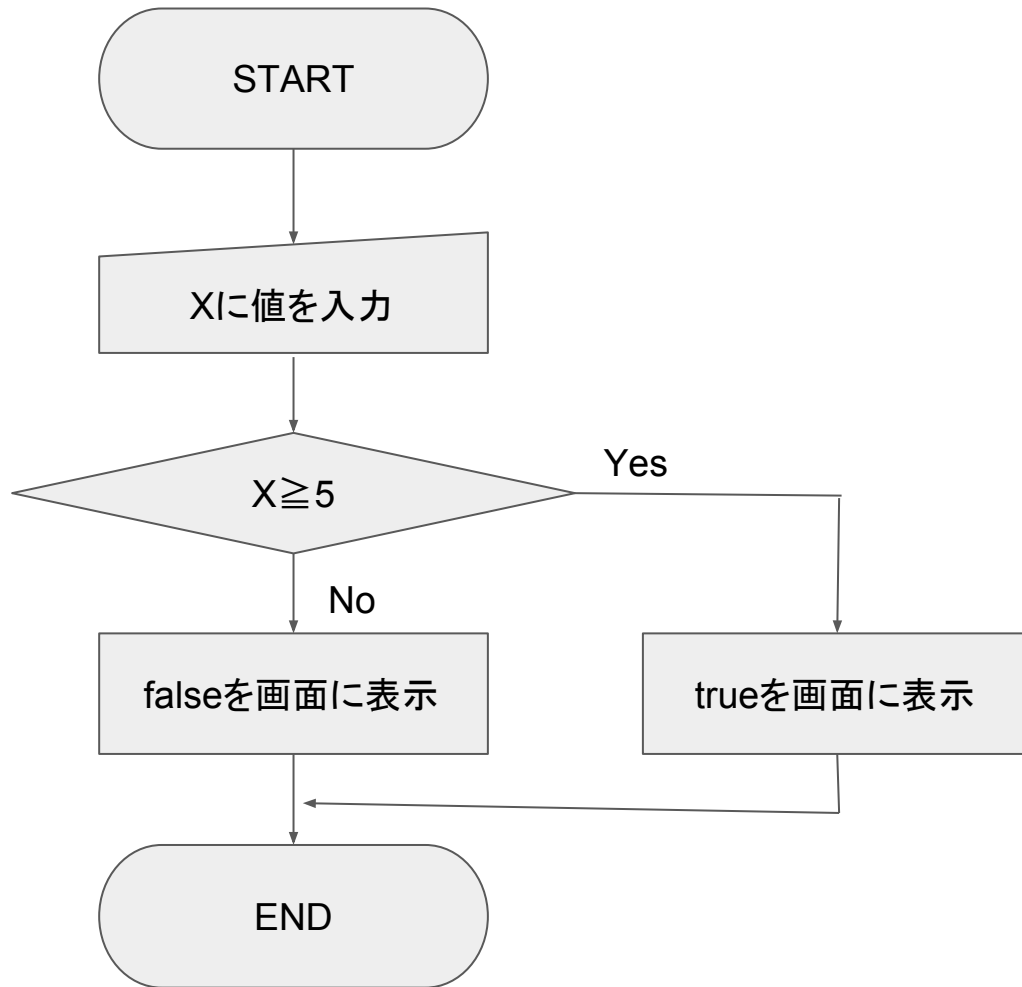 START
Xに値を入力
X≧5
Yes
No
falseを画面に表示
trueを画面に表示
END